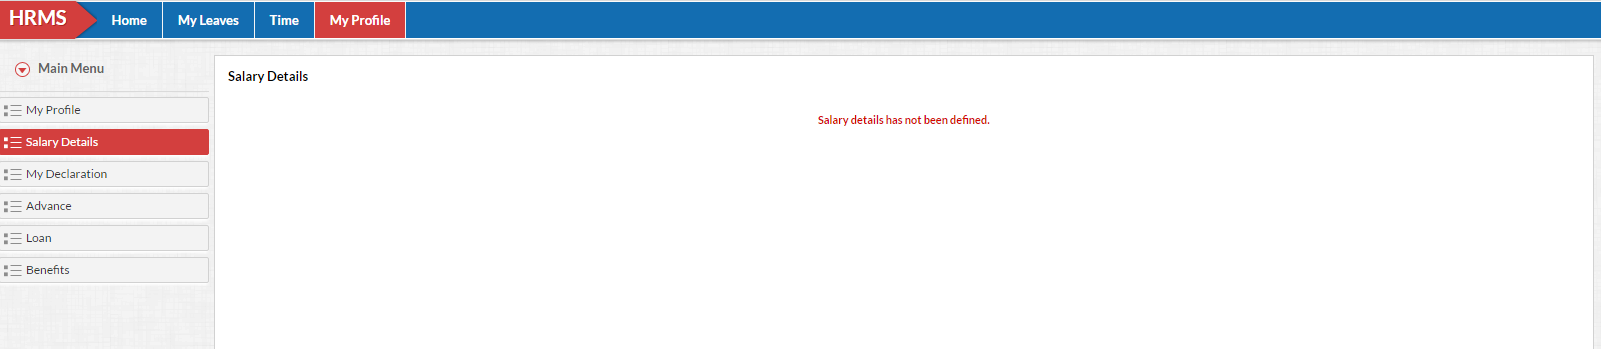 HRMS
Home
My Leaves
Time
My Profile
Main Menu
My Profile
Salary Details
My Declaration
Advance
Loan
Benefits
Salary Details
Salary details has not been defined.